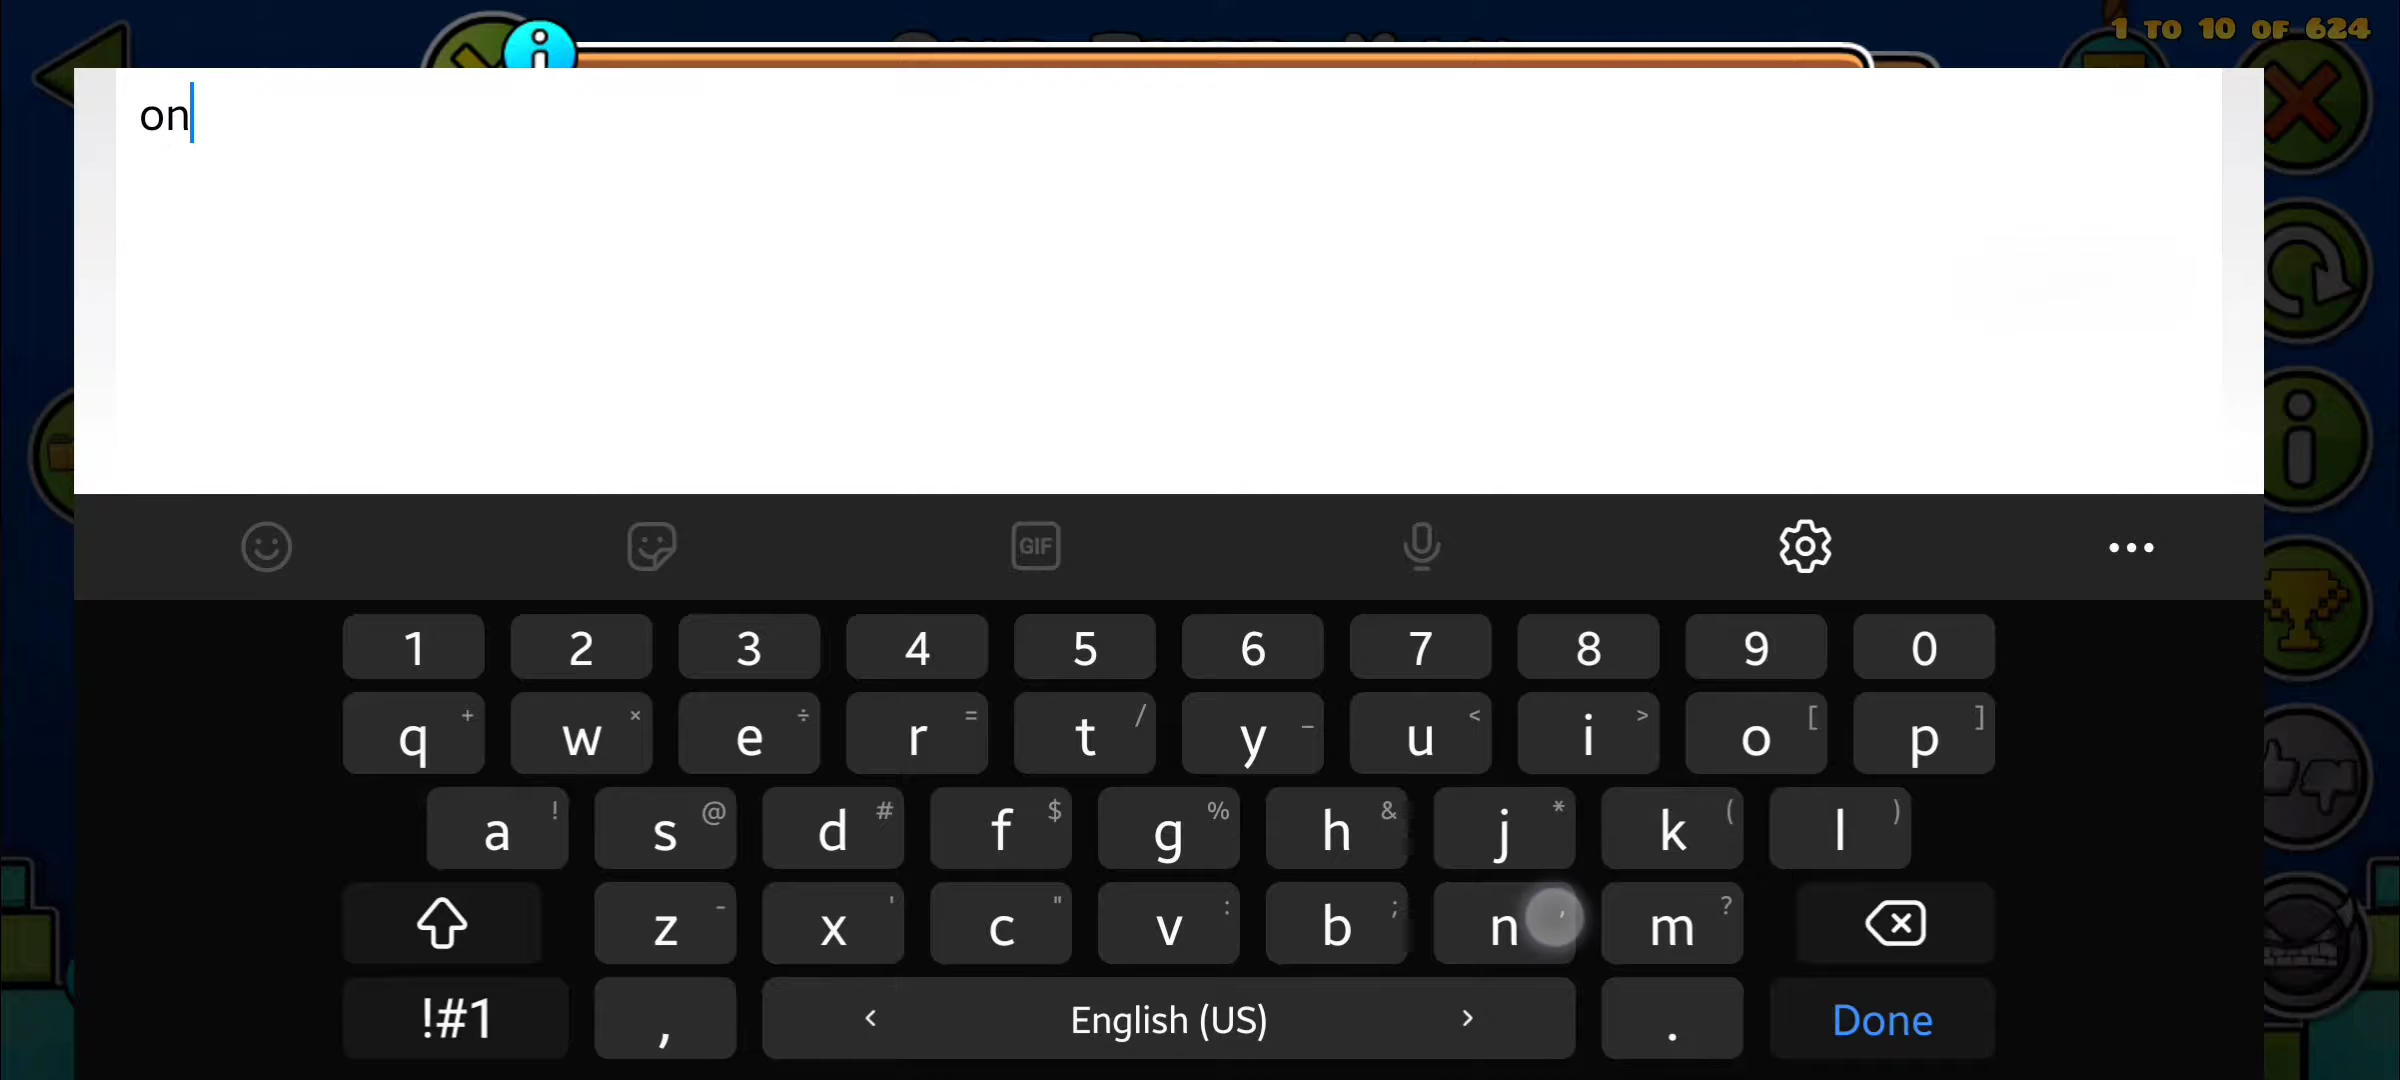 1 TO 10 OF 624
on
GIF
1 2 3 4 5 6 7 8 9 0
q + w × e ÷ r = t / y _ u < i > o [ p ]
a ! s @ d # f $ g % h & j * k ( l )
z - x ' c " v : b ; n , m ?
!#1 , < English (US) > . Done